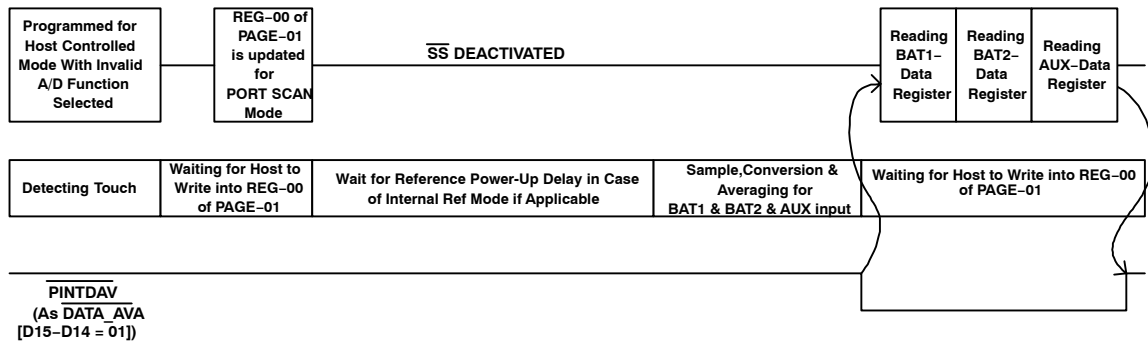 Programmed for
Host Controlled
Mode With Invalid
A/D Function
Selected
REG−00 of
PAGE−01
is updated
for
PORT SCAN
Mode
SS DEACTIVATED
Reading
BAT1−
Data
Register
Reading
BAT2−
Data
Register
Reading
AUX−Data
Register
Detecting Touch
Waiting for Host to
Write into REG−00
of PAGE−01
Wait for Reference Power-Up Delay in Case
of Internal Ref Mode if Applicable
Sample,Conversion &
Averaging for
BAT1 & BAT2 & AUX input
Waiting for Host to Write into REG−00
of PAGE−01
PINTDAV
(As DATA_AVA
[D15−D14 = 01])